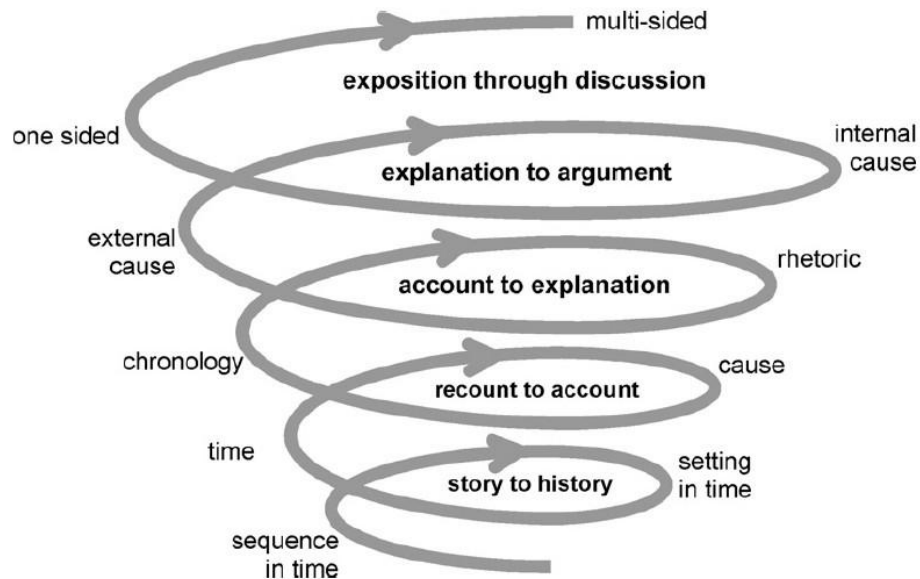 multi-sided
exposition through discussion
one sided
internal
cause
explanation to argument
external
cause
rhetoric
account to explanation
chronology
cause
recount to account
time
setting
in time
story to history
sequence
in time